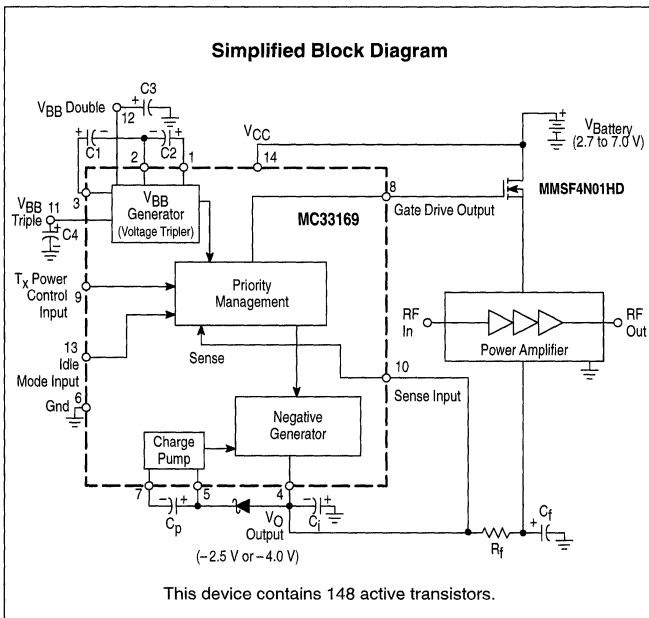 Simplified Block Diagram
C3
VBB Double
12
+
+ −
− +
C1
C2
2
1
VCC
14
+
VBattery
(2.7 to 7.0 V)
3
VBB
Generator
(Voltage Tripler)
MC33169
8
Gate Drive Output
MMSF4N01HD
VBB
Triple
11
+
C4
−
TX Power
Control
Input
9
Priority
Management
RF
In
RF
Out
Power Amplifier
13
Idle
Mode Input
Sense
10
Sense Input
6
Gnd
Negative
Generator
Charge
Pump
7
5
4
− +
Cp
VO
Output
− +
Ci
Rf
+
Cf
(−2.5 V or −4.0 V)
This device contains 148 active transistors.